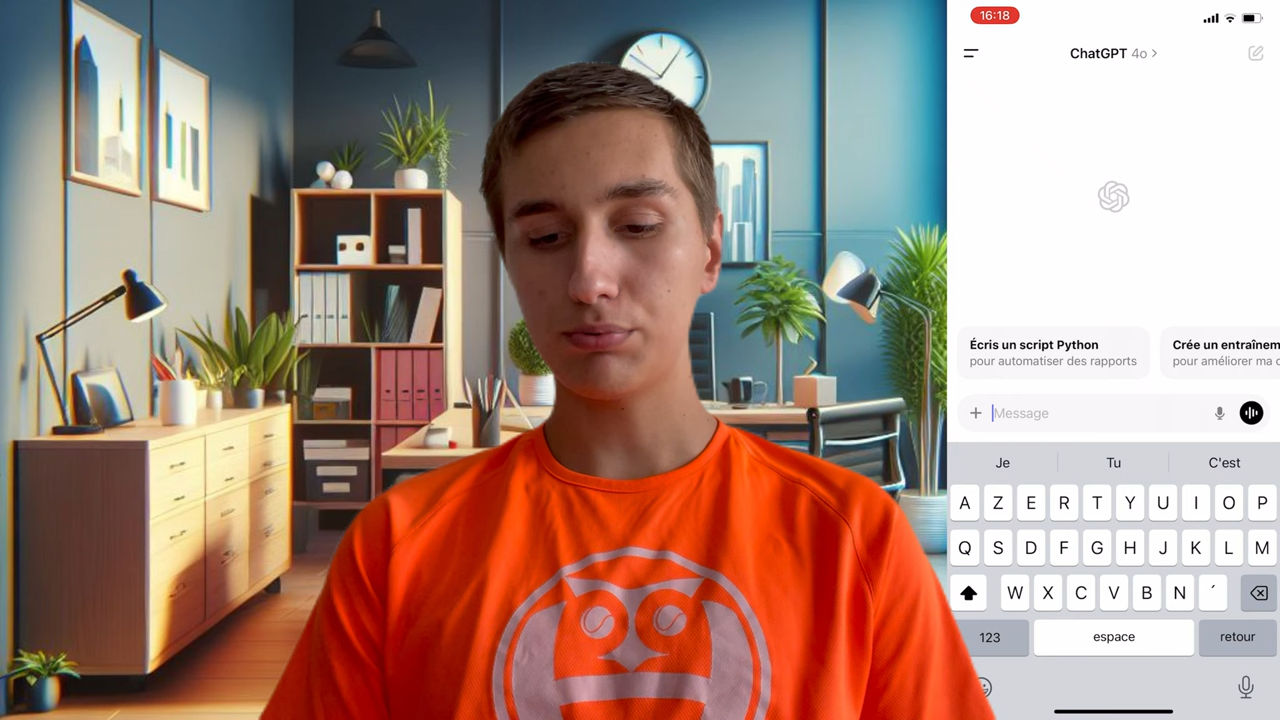 16:18
ChatGPT 4o >
Écris un script Python
pour automatiser des rapports
Crée un entraînem
pour améliorer ma
Message
Je
Tu
C'est
A Z E R T Y U I O P
Q S D F G H J K L M
W X C V B N ´
123
espace
retour